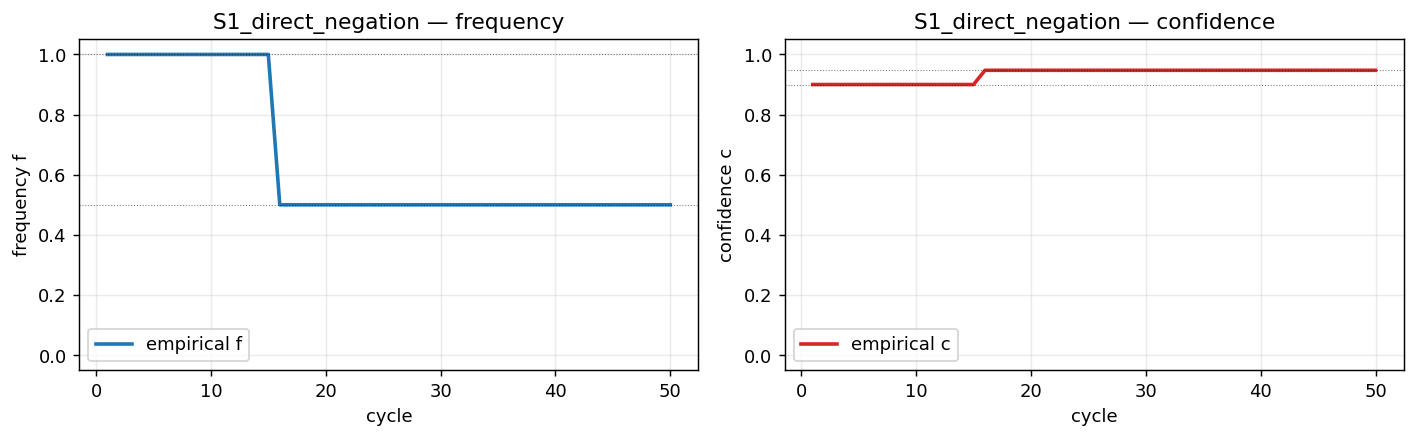 S1_direct_negation — frequency
frequency f
1.0
0.8
0.6
0.4
0.2
0.0
empirical f
0 10 20 30 40 50
cycle
S1_direct_negation — confidence
confidence c
1.0
0.8
0.6
0.4
0.2
0.0
empirical c
0 10 20 30 40 50
cycle